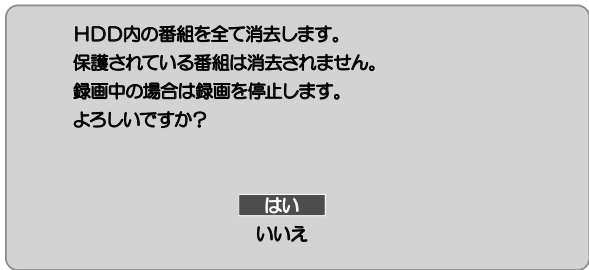 HDD内の番組を全て消去します。
保護されている番組は消去されません。
録画中の場合は録画を停止します。
よろしいですか?
はい
いいえ